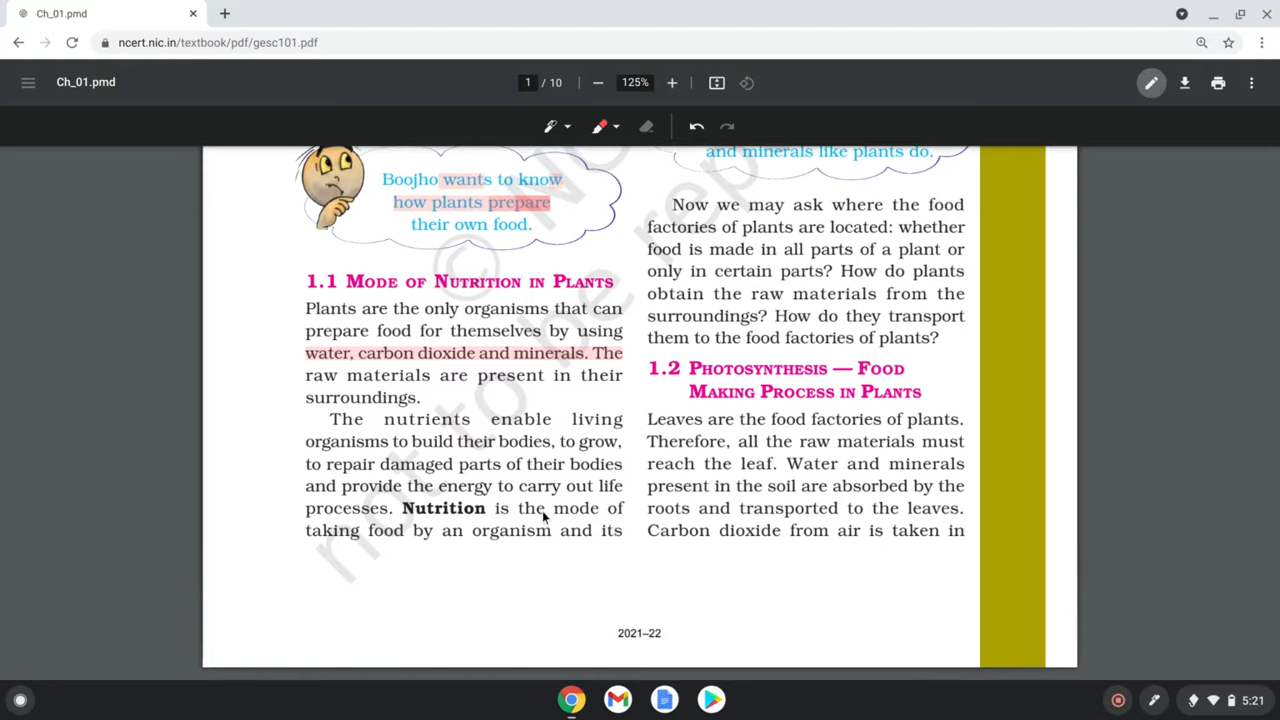 Ch_01.pmd
ncert.nic.in/textbook/pdf/gesc101.pdf
Ch_01.pmd
1 / 10
125%
Boojho wants to know
how plants prepare
their own food.
1.1 MODE OF NUTRITION IN PLANTS
Plants are the only organisms that can
prepare food for themselves by using
water, carbon dioxide and minerals. The
raw materials are present in their
surroundings.
The nutrients enable living
organisms to build their bodies, to grow,
to repair damaged parts of their bodies
and provide the energy to carry out life
processes. Nutrition is the mode of
taking food by an organism and its
and minerals like plants do.
Now we may ask where the food
factories of plants are located: whether
food is made in all parts of a plant or
only in certain parts? How do plants
obtain the raw materials from the
surroundings? How do they transport
them to the food factories of plants?
1.2 PHOTOSYNTHESIS — FOOD
MAKING PROCESS IN PLANTS
Leaves are the food factories of plants.
Therefore, all the raw materials must
reach the leaf. Water and minerals
present in the soil are absorbed by the
roots and transported to the leaves.
Carbon dioxide from air is taken in
© NC
not to be rep
2021–22
5:21